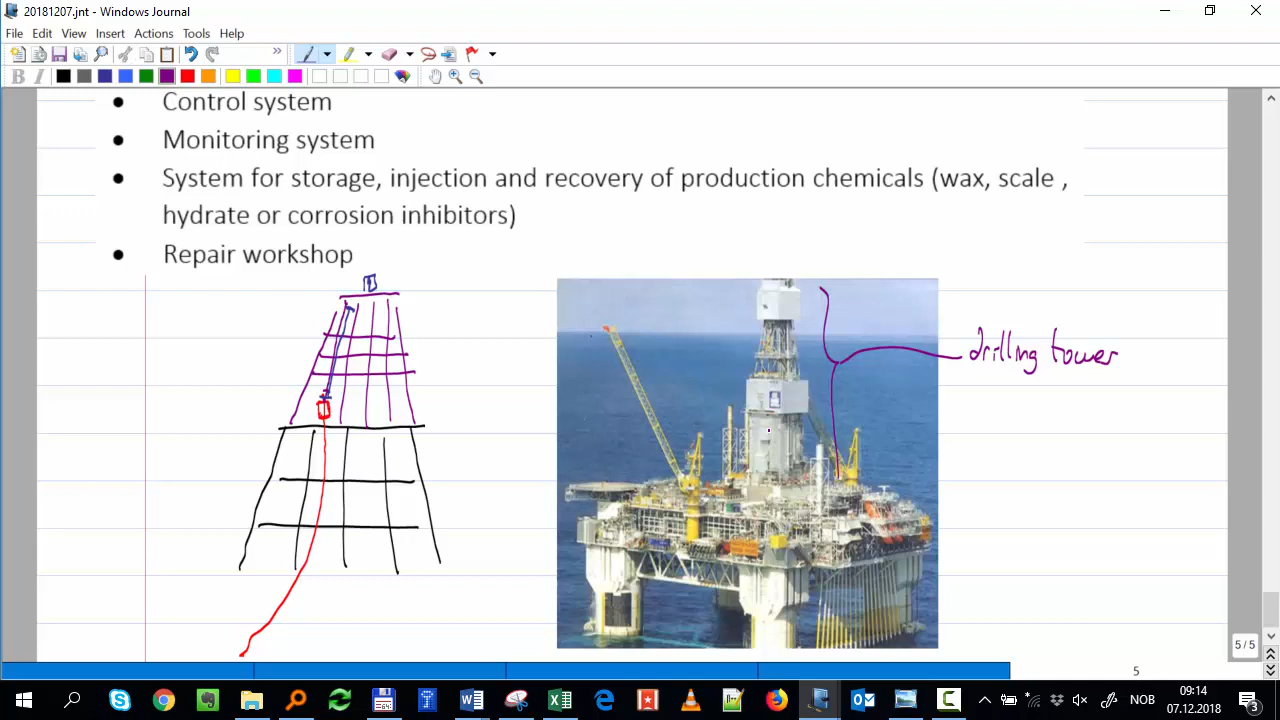 20181207.jnt - Windows Journal
File Edit View Insert Actions Tools Help
B I
• Control system
• Monitoring system
• System for storage, injection and recovery of production chemicals (wax, scale ,
hydrate or corrosion inhibitors)
• Repair workshop
drilling tower
5 / 5
5
NOB
09:14
07.12.2018
3